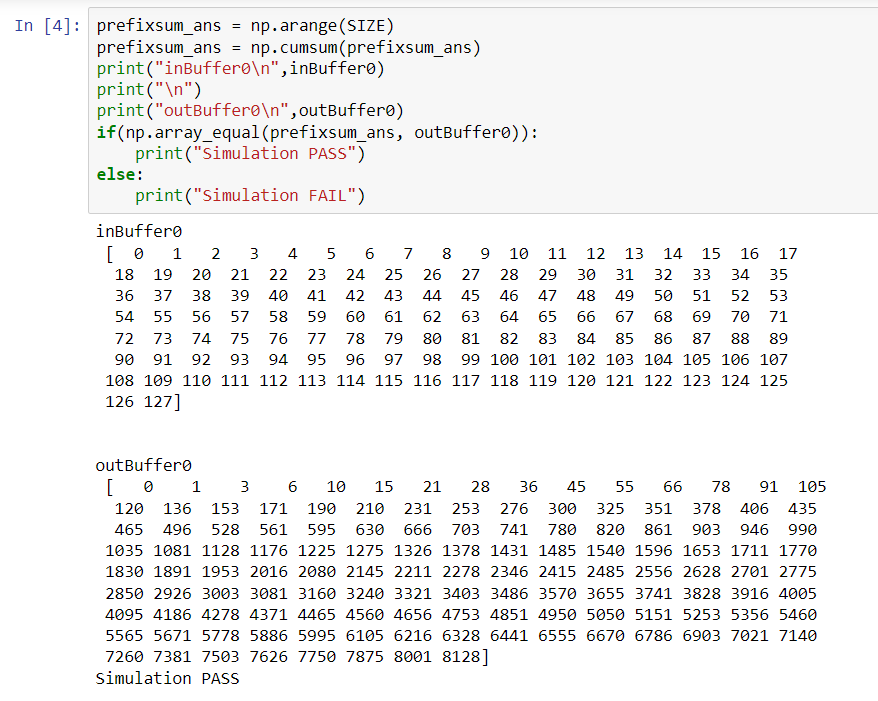 In [4]: prefixsum_ans = np.arange(SIZE)
prefixsum_ans = np.cumsum(prefixsum_ans)
print("inBuffer0\n",inBuffer0)
print("\n")
print("outBuffer0\n",outBuffer0)
if(np.array_equal(prefixsum_ans, outBuffer0)):
    print("Simulation PASS")
else:
    print("Simulation FAIL")
inBuffer0
 [  0   1   2   3   4   5   6   7   8   9  10  11  12  13  14  15  16  17
  18  19  20  21  22  23  24  25  26  27  28  29  30  31  32  33  34  35
  36  37  38  39  40  41  42  43  44  45  46  47  48  49  50  51  52  53
  54  55  56  57  58  59  60  61  62  63  64  65  66  67  68  69  70  71
  72  73  74  75  76  77  78  79  80  81  82  83  84  85  86  87  88  89
  90  91  92  93  94  95  96  97  98  99 100 101 102 103 104 105 106 107
 108 109 110 111 112 113 114 115 116 117 118 119 120 121 122 123 124 125
 126 127]
outBuffer0
 [   0    1    3    6   10   15   21   28   36   45   55   66   78   91  105
  120  136  153  171  190  210  231  253  276  300  325  351  378  406  435
  465  496  528  561  595  630  666  703  741  780  820  861  903  946  990
 1035 1081 1128 1176 1225 1275 1326 1378 1431 1485 1540 1596 1653 1711 1770
 1830 1891 1953 2016 2080 2145 2211 2278 2346 2415 2485 2556 2628 2701 2775
 2850 2926 3003 3081 3160 3240 3321 3403 3486 3570 3655 3741 3828 3916 4005
 4095 4186 4278 4371 4465 4560 4656 4753 4851 4950 5050 5151 5253 5356 5460
 5565 5671 5778 5886 5995 6105 6216 6328 6441 6555 6670 6786 6903 7021 7140
 7260 7381 7503 7626 7750 7875 8001 8128]
Simulation PASS